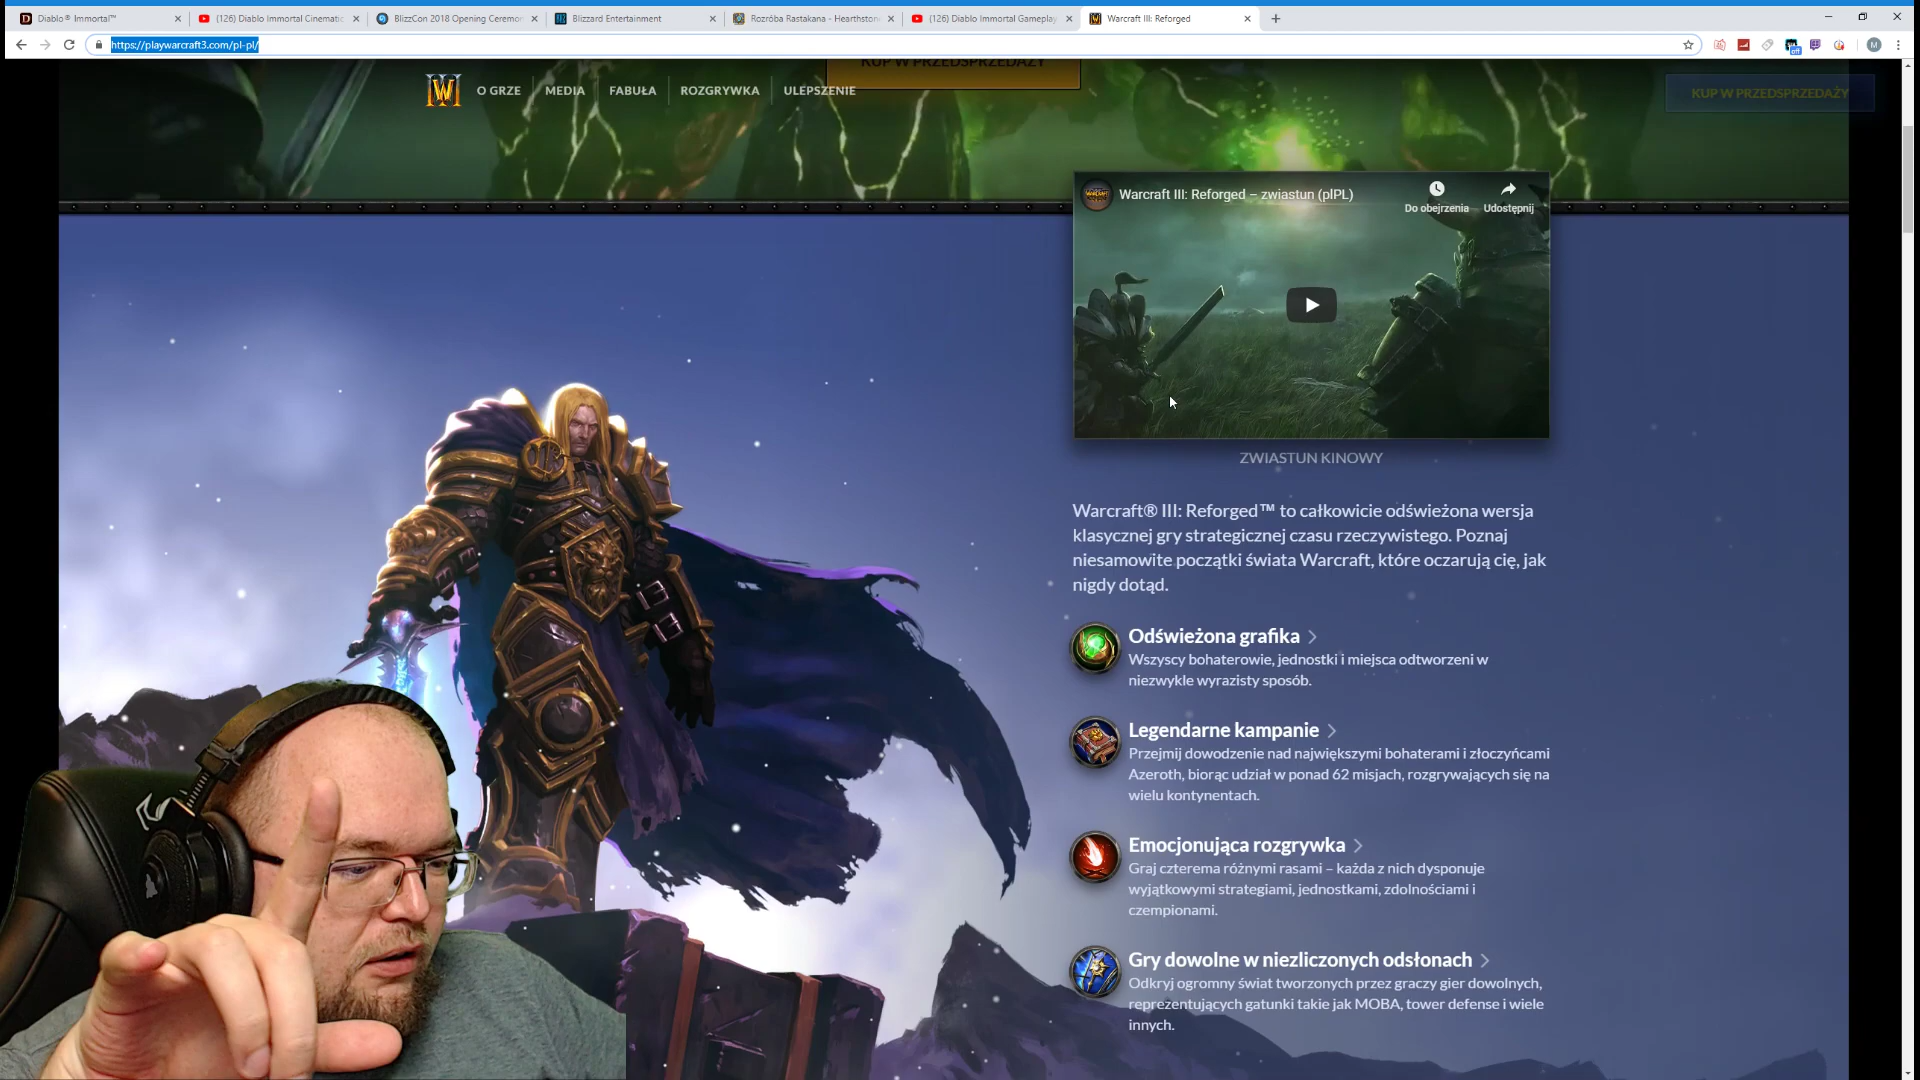 Diablo® Immortal™
(126) Diablo Immortal Cinematic
BlizzCon 2018 Opening Ceremon
Blizzard Entertainment
Rozróba Rastakana - Hearthston
(126) Diablo Immortal Gameplay
Warcraft III: Reforged
https://playwarcraft3.com/pl-pl/
off
M
KUP W PRZEDSPRZEDAŻY
O GRZE
MEDIA
FABUŁA
ROZGRYWKA
ULEPSZENIE
KUP W PRZEDSPRZEDAŻY
Warcraft III: Reforged – zwiastun (plPL)
Do obejrzenia
Udostępnij
ZWIASTUN KINOWY
Warcraft® III: Reforged™ to całkowicie odświeżona wersja
klasycznej gry strategicznej czasu rzeczywistego. Poznaj
niesamowite początki świata Warcraft, które oczarują cię, jak
nigdy dotąd.
Odświeżona grafika
Wszyscy bohaterowie, jednostki i miejsca odtworzeni w
niezwykle wyrazisty sposób.
Legendarne kampanie
Przejmij dowodzenie nad największymi bohaterami i złoczyńcami
Azeroth, biorąc udział w ponad 62 misjach, rozgrywających się na
wielu kontynentach.
Emocjonująca rozgrywka
Graj czterema różnymi rasami – każda z nich dysponuje
wyjątkowymi strategiami, jednostkami, zdolnościami i
czempionami.
Gry dowolne w niezliczonych odsłonach
Odkryj ogromny świat tworzonych przez graczy gier dowolnych,
reprezentujących gatunki takie jak MOBA, tower defense i wiele
innych.